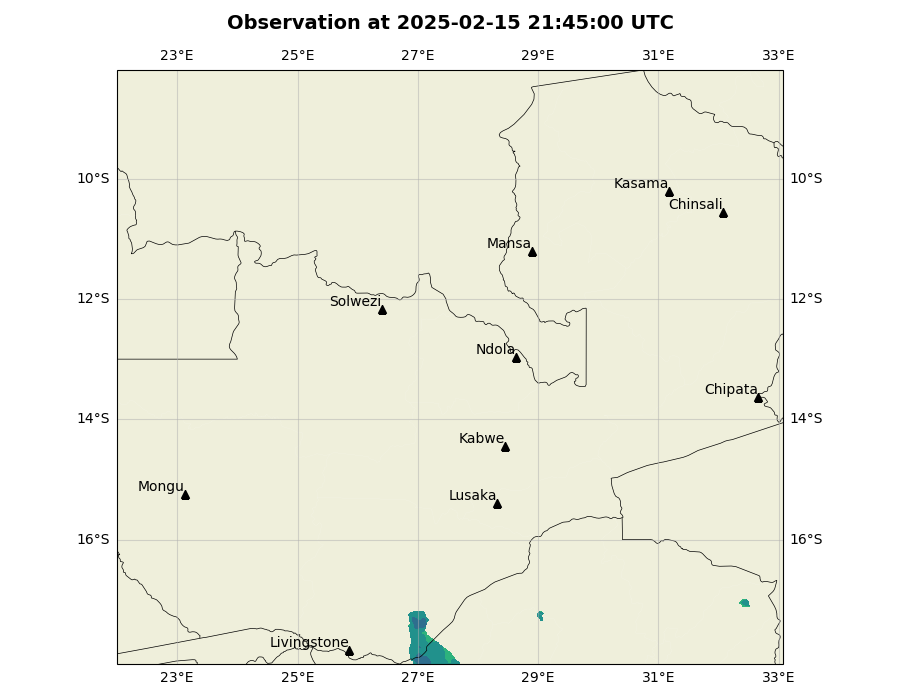 Observation at 2025-02-15 21:45:00 UTC
23°E 25°E 27°E 29°E 31°E 33°E
10°S 10°S
Kasama
Chinsali
Mansa
12°S 12°S
Solwezi
Ndola
Chipata
14°S 14°S
Kabwe
Mongu
Lusaka
16°S 16°S
Livingstone
23°E 25°E 27°E 29°E 31°E 33°E